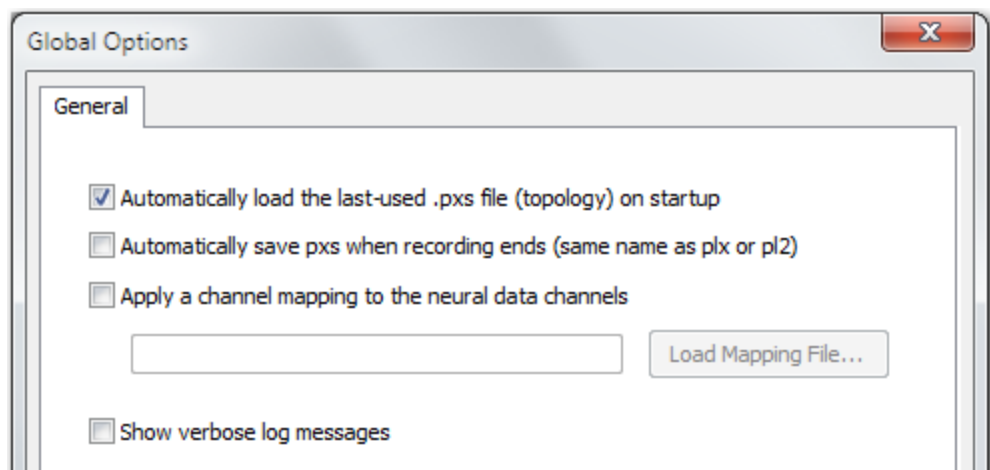 Global Options
General
Automatically load the last-used .pxs file (topology) on startup
Automatically save pxs when recording ends (same name as plx or pl2)
Apply a channel mapping to the neural data channels
Load Mapping File...
Show verbose log messages